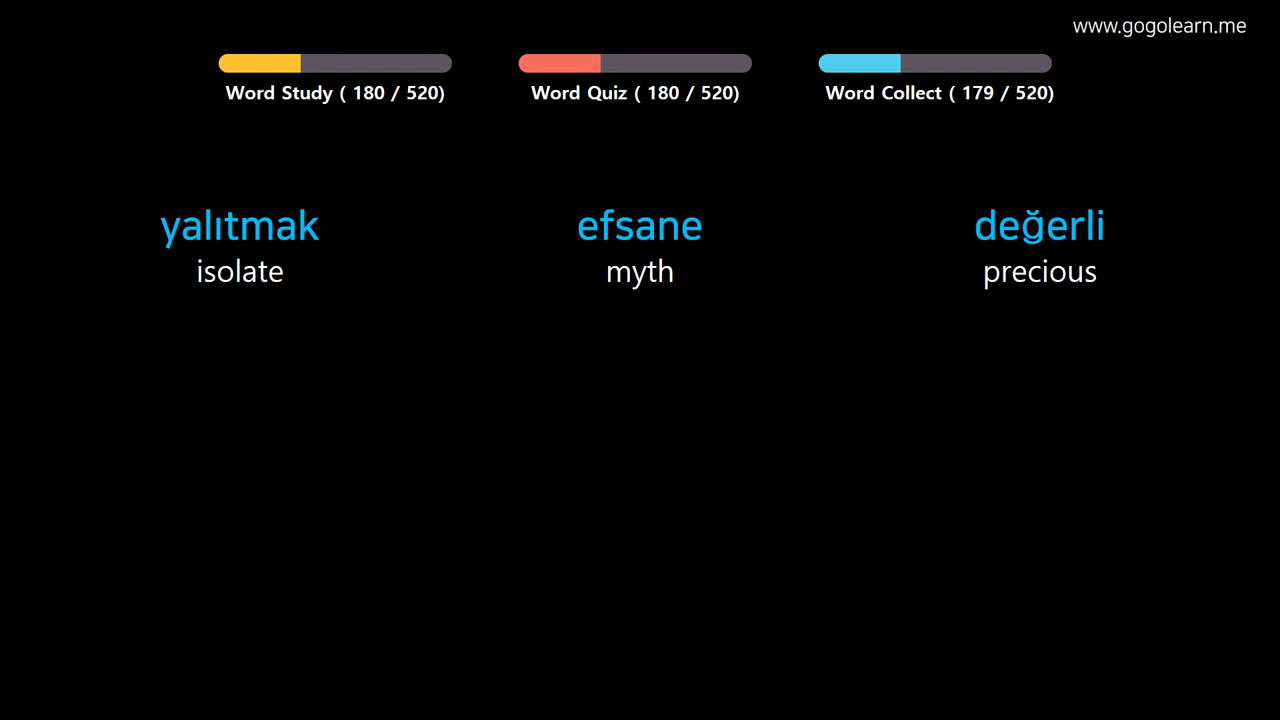 www.gogolearn.me
Word Study ( 180 / 520)
Word Quiz ( 180 / 520)
Word Collect ( 179 / 520)
yalıtmak
isolate
efsane
myth
değerli
precious